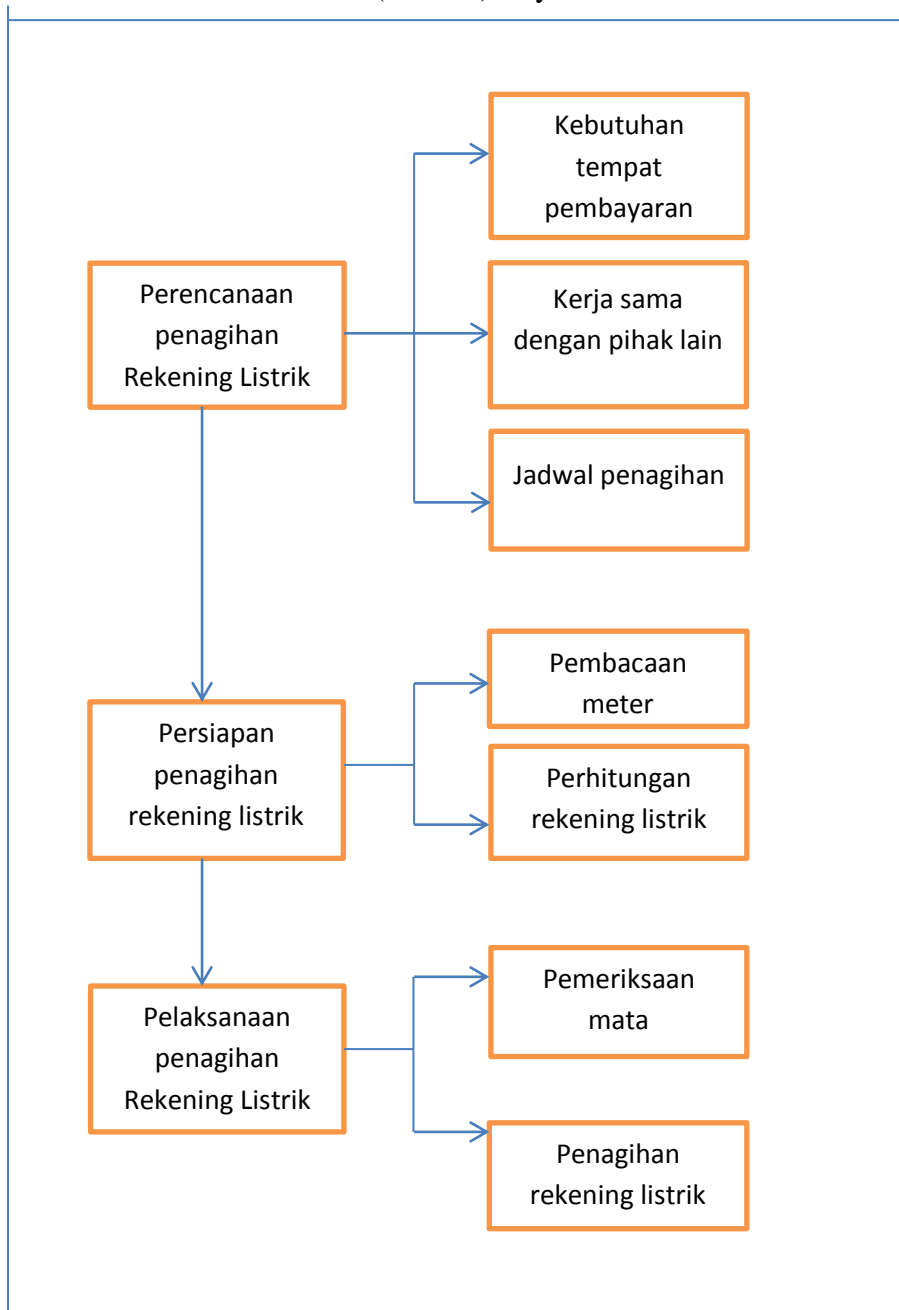 Kebutuhan
tempat
pembayaran
Perencanaan
penagihan
Rekening Listrik
Kerja sama
dengan pihak lain
Jadwal penagihan
Pembacaan
meter
Persiapan
penagihan
rekening listrik
Perhitungan
rekening listrik
Pemeriksaan
mata
Pelaksanaan
penagihan
Rekening Listrik
Penagihan
rekening listrik